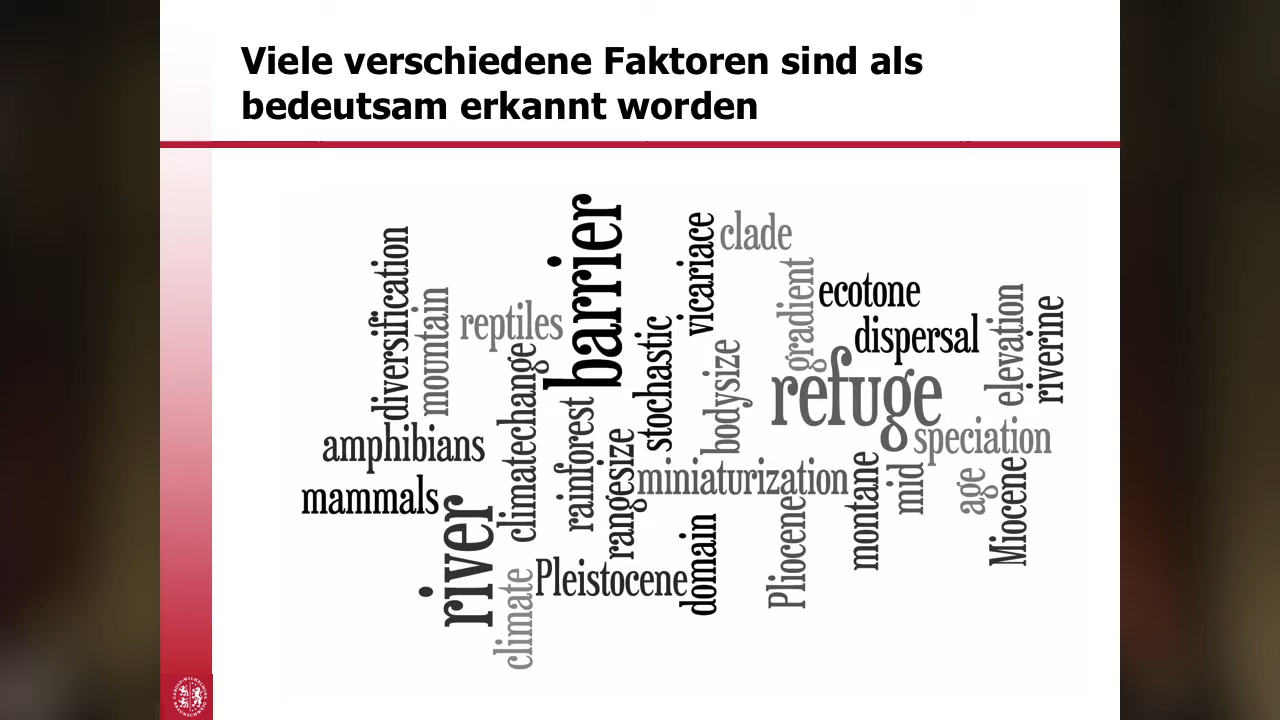 Viele verschiedene Faktoren sind als
bedeutsam erkannt worden
barrier
vicariace
clade
diversification
mountain
reptiles
gradient
ecotone
dispersal
elevation
riverine
stochastic
bodysize
climatechange
refuge
rainforest
rangesize
amphibians
speciation
miniaturization
mammals
montane
mid
age
Miocene
river
Pliocene
domain
Pleistocene
climate